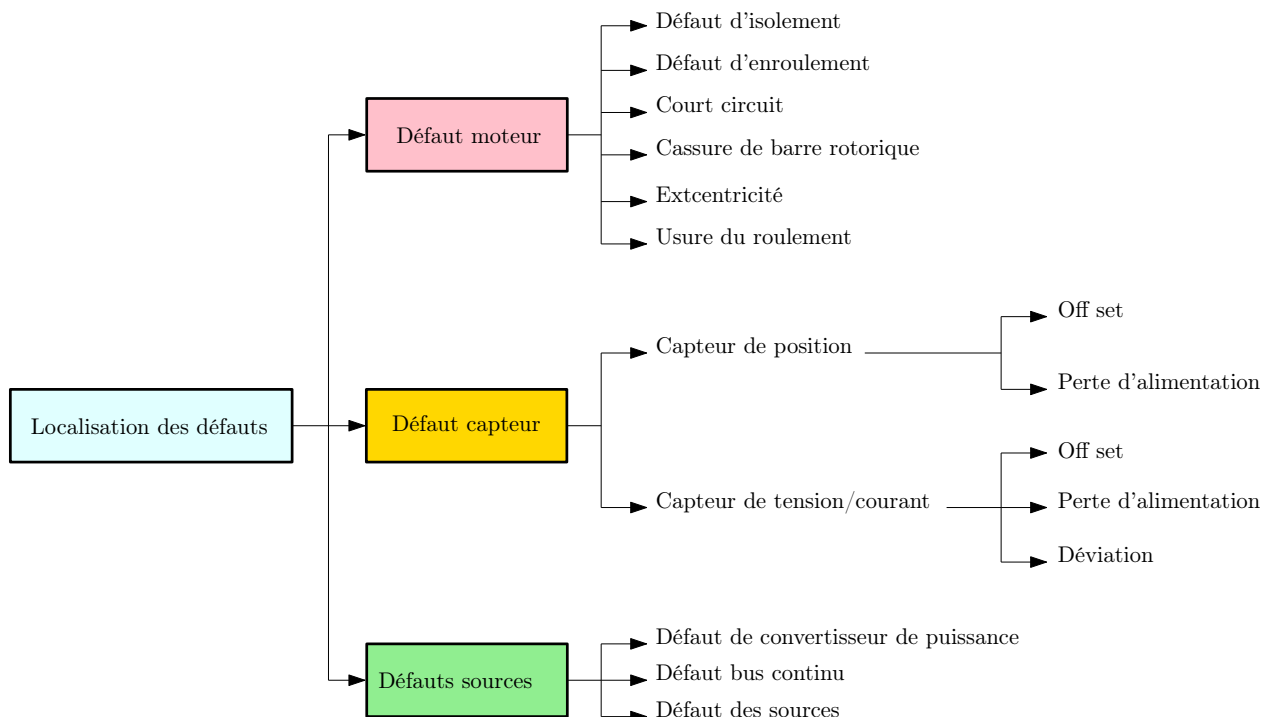 Localisation des défauts
Défaut moteur
Défaut d'isolement
Défaut d'enroulement
Court circuit
Cassure de barre rotorique
Extcentricité
Usure du roulement
Défaut capteur
Capteur de position
Off set
Perte d'alimentation
Capteur de tension/courant
Off set
Perte d'alimentation
Déviation
Défauts sources
Défaut de convertisseur de puissance
Défaut bus continu
Défaut des sources